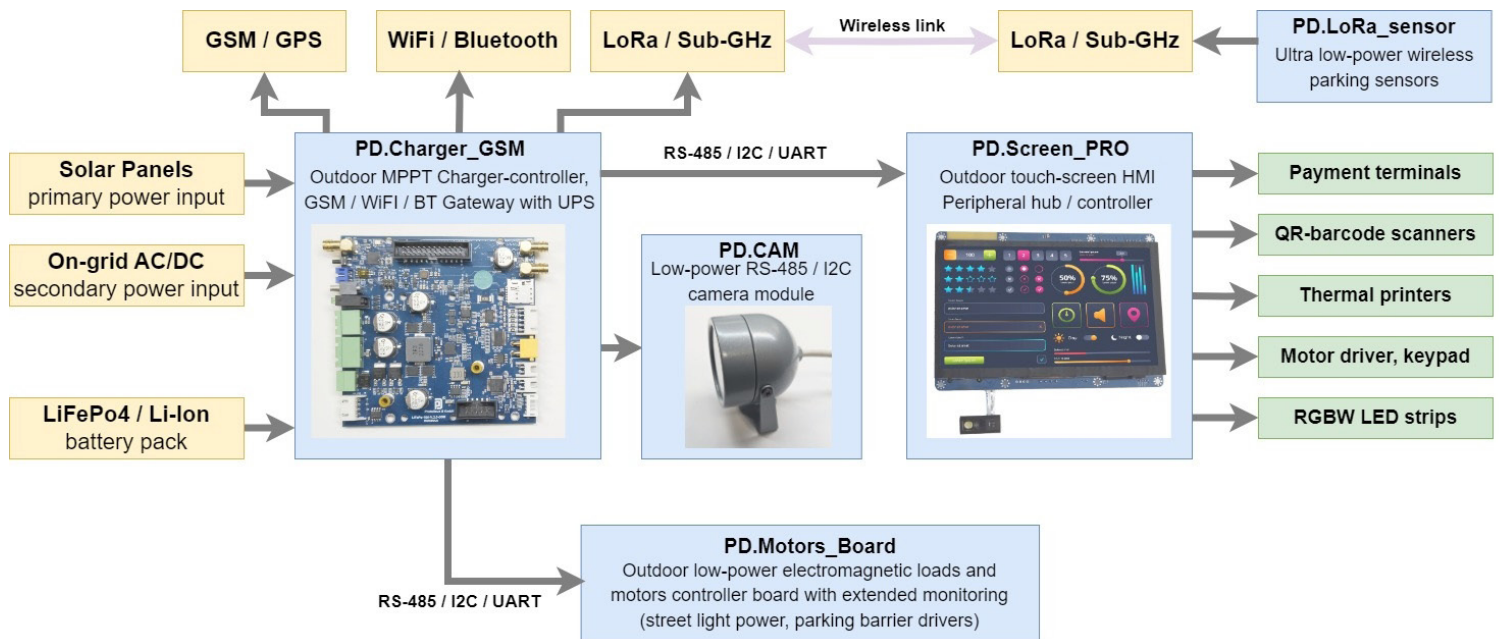 GSM / GPS
WiFi / Bluetooth
LoRa / Sub-GHz
Wireless link
LoRa / Sub-GHz
PD.LoRa_sensor
Ultra low-power wireless
parking sensors
Solar Panels
primary power input
On-grid AC/DC
secondary power input
LiFePo4 / Li-Ion
battery pack
PD.Charger_GSM
Outdoor MPPT Charger-controller,
GSM / WiFI / BT Gateway with UPS
RS-485 / I2C / UART
PD.CAM
Low-power RS-485 / I2C
camera module
PD.Screen_PRO
Outdoor touch-screen HMI
Peripheral hub / controller
50%
75%
Payment terminals
QR-barcode scanners
Thermal printers
Motor driver, keypad
RGBW LED strips
RS-485 / I2C / UART
PD.Motors_Board
Outdoor low-power electromagnetic loads and
motors controller board with extended monitoring
(street light power, parking barrier drivers)